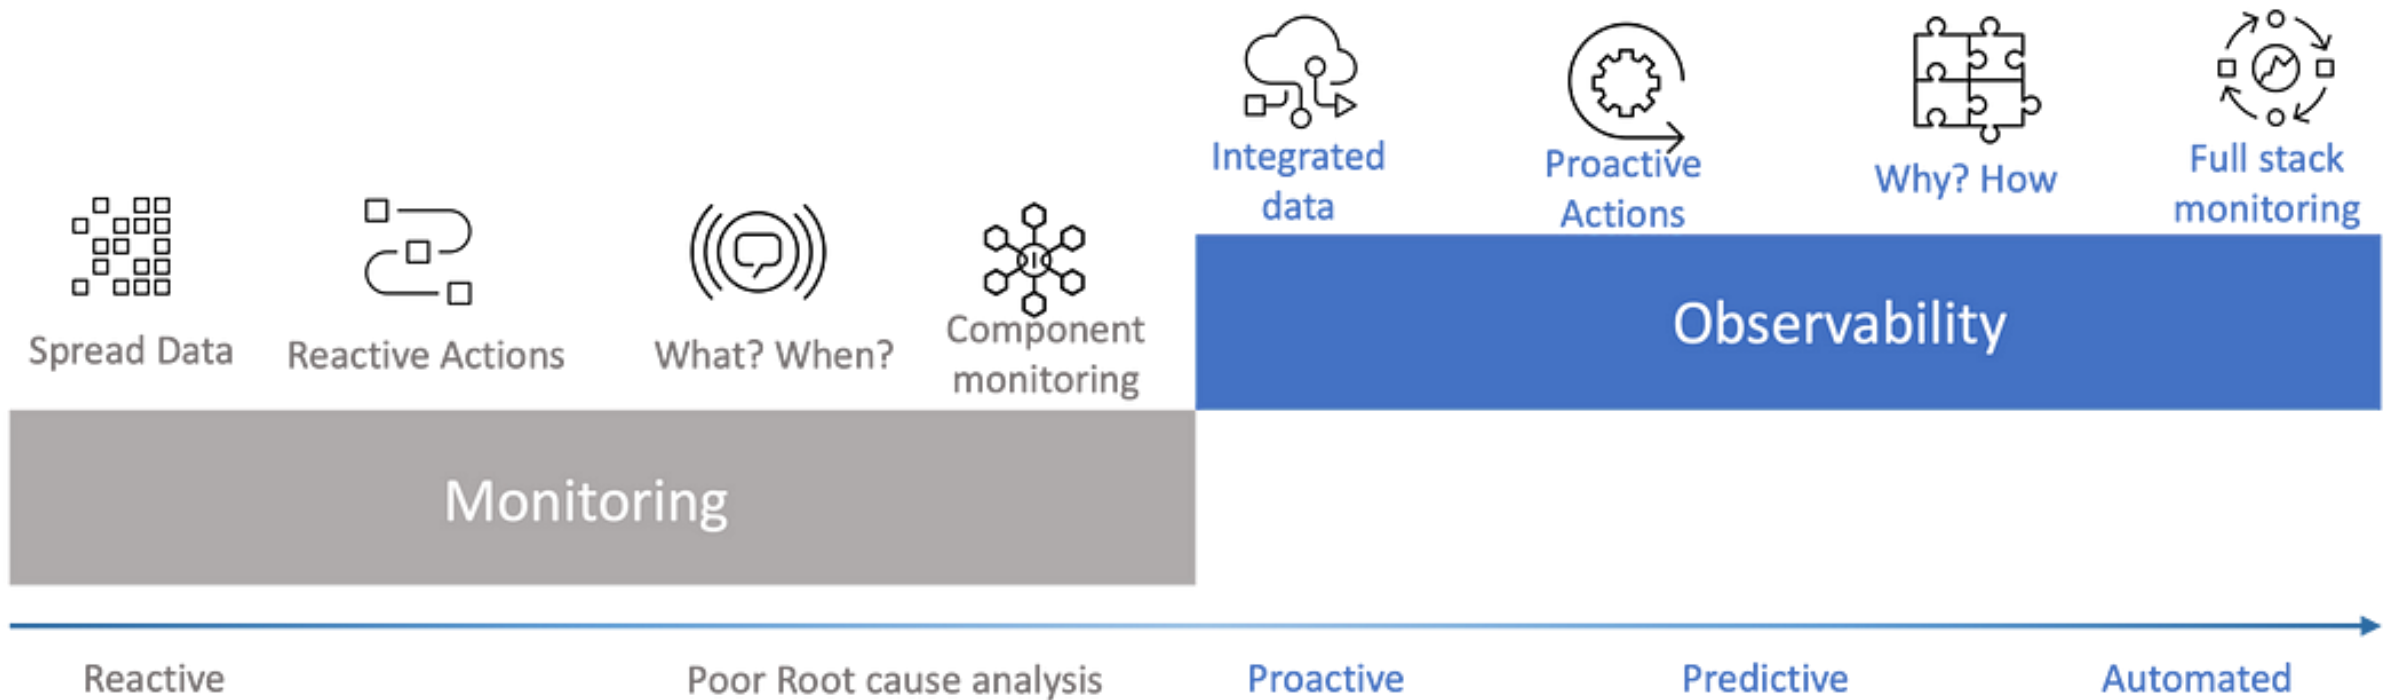 Integrated
data
Proactive
Actions
Why? How
Full stack
monitoring
Spread Data
Reactive Actions
What? When?
Component
monitoring
Observability
Monitoring
Reactive
Poor Root cause analysis
Proactive
Predictive
Automated